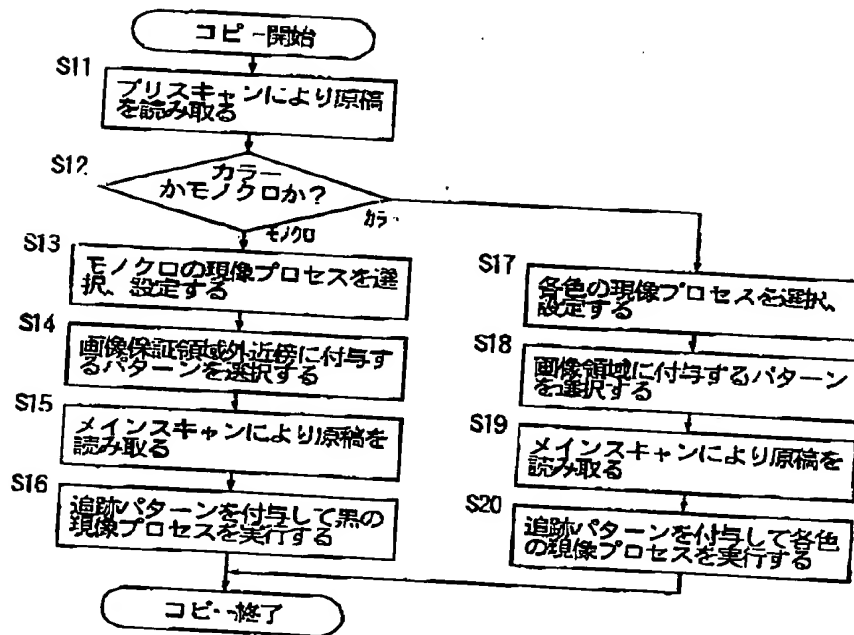 コピー開始
S11
プリスキャンにより原稿
を読み取る
S12
カラー
かモノクロか?
モノクロ
カラー
S13
モノクロの現像プロセスを選
択、設定する
S14
画像保証領域外近傍に付与す
るパターンを選択する
S15
メインスキャンにより原稿を
読み取る
S16
追跡パターンを付与して黒の
現像プロセスを実行する
S17
各色の現像プロセスを選択、
設定する
S18
画像領域に付与するパターン
を選択する
S19
メインスキャンにより原稿を
読み取る
S20
追跡パターンを付与して各色
の現像プロセスを実行する
コピー終了